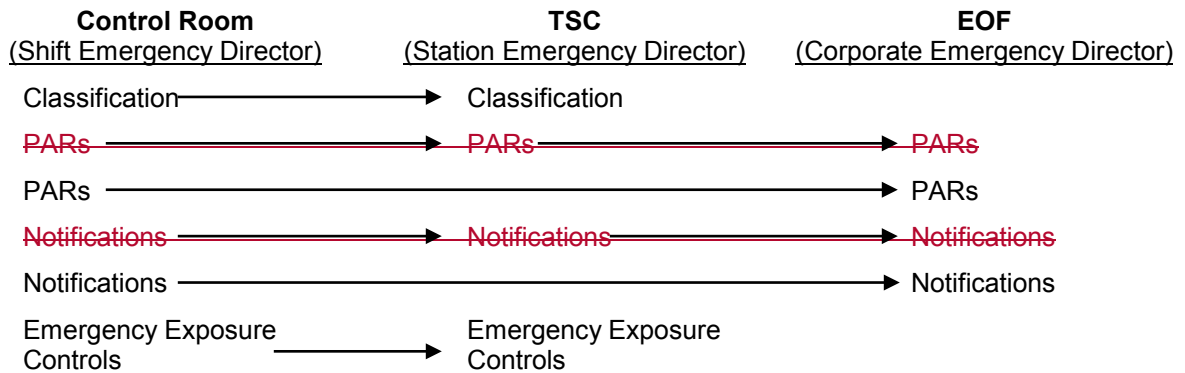 Control Room TSC EOF
(Shift Emergency Director) (Station Emergency Director) (Corporate Emergency Director)
Classification Classification
PARs PARs PARs
PARs PARs
Notifications Notifications Notifications
Notifications Notifications
Emergency Exposure Emergency Exposure
Controls Controls